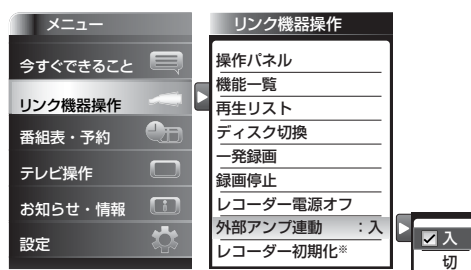 メニュー
今すぐできること
リンク機器操作
番組表・予約
テレビ操作
お知らせ・情報
設定
リンク機器操作
操作パネル
機能一覧
再生リスト
ディスク切換
一発録画
録画停止
レコーダー電源オフ
外部アンプ連動 ：入
レコーダー初期化※
入
切